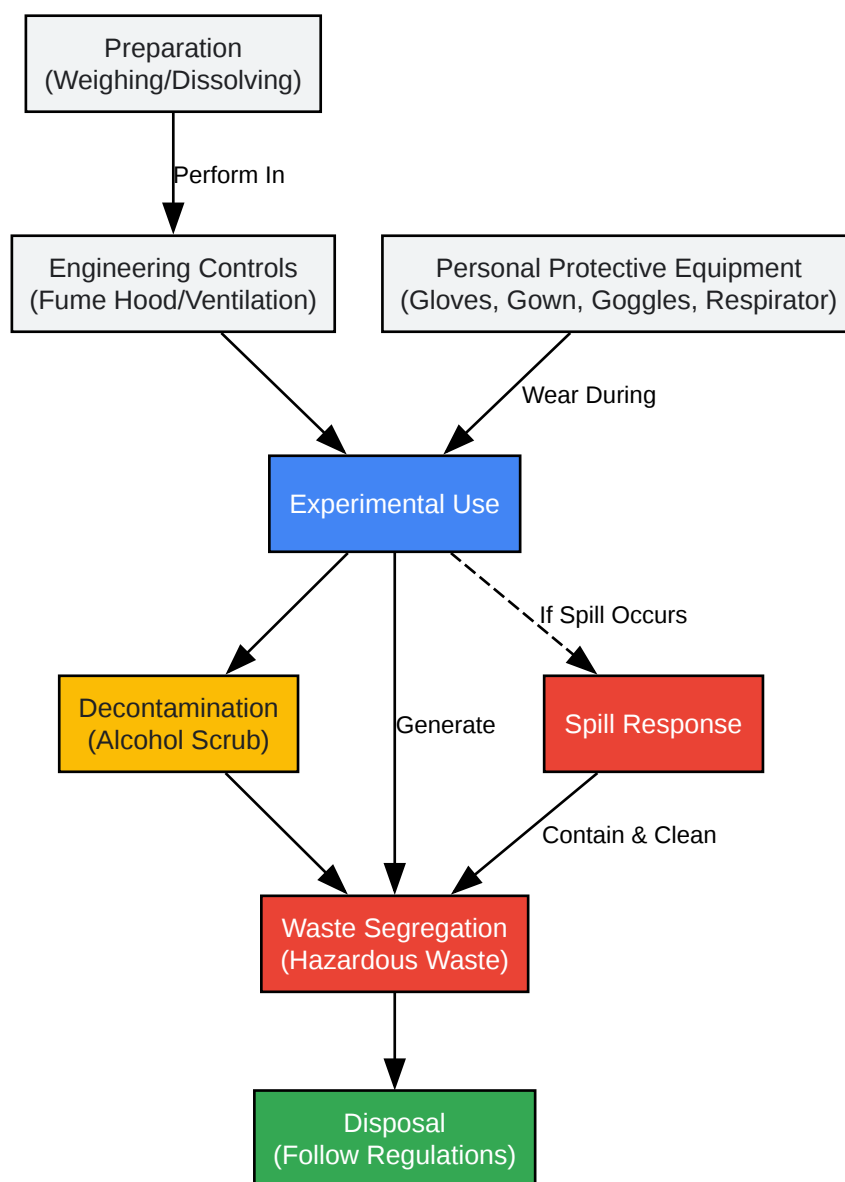 Preparation
(Weighing/Dissolving)
Perform In
Engineering Controls
(Fume Hood/Ventilation)
Personal Protective Equipment
(Gloves, Gown, Goggles, Respirator)
Wear During
Experimental Use
If Spill Occurs
Decontamination
(Alcohol Scrub)
Generate
Spill Response
Contain & Clean
Waste Segregation
(Hazardous Waste)
Disposal
(Follow Regulations)